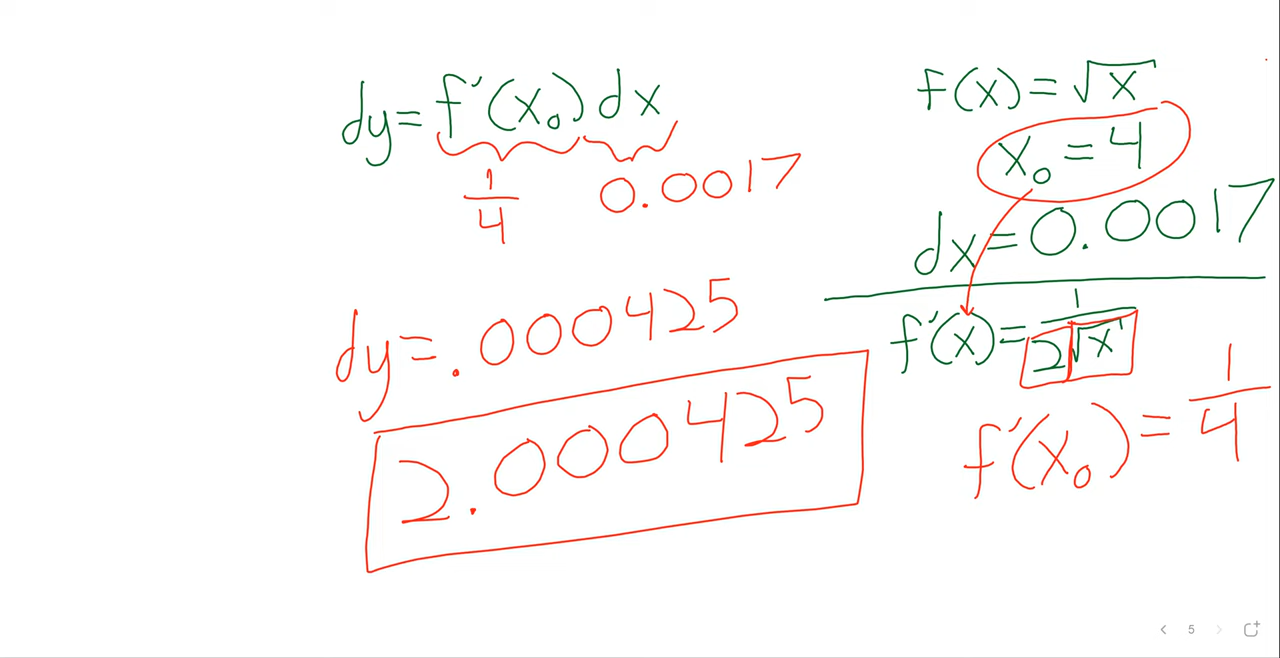 dy = f'(x₀) dx
1/4 0.0017
dy = .000425
2.000425
f(x) = √x
x₀ = 4
dx = 0.0017
f'(x) = 1/(2√x)
f'(x₀) = 1/4
5